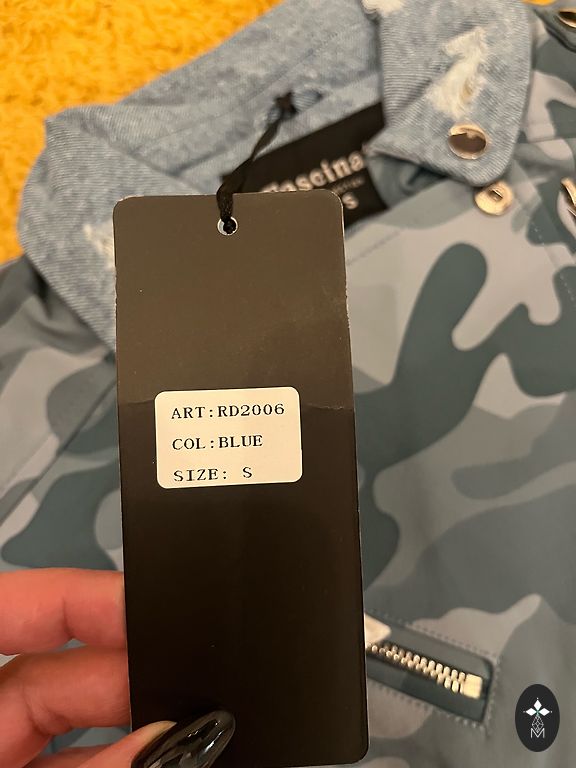 S
ART:RD2006
COL:BLUE
SIZE: S
M